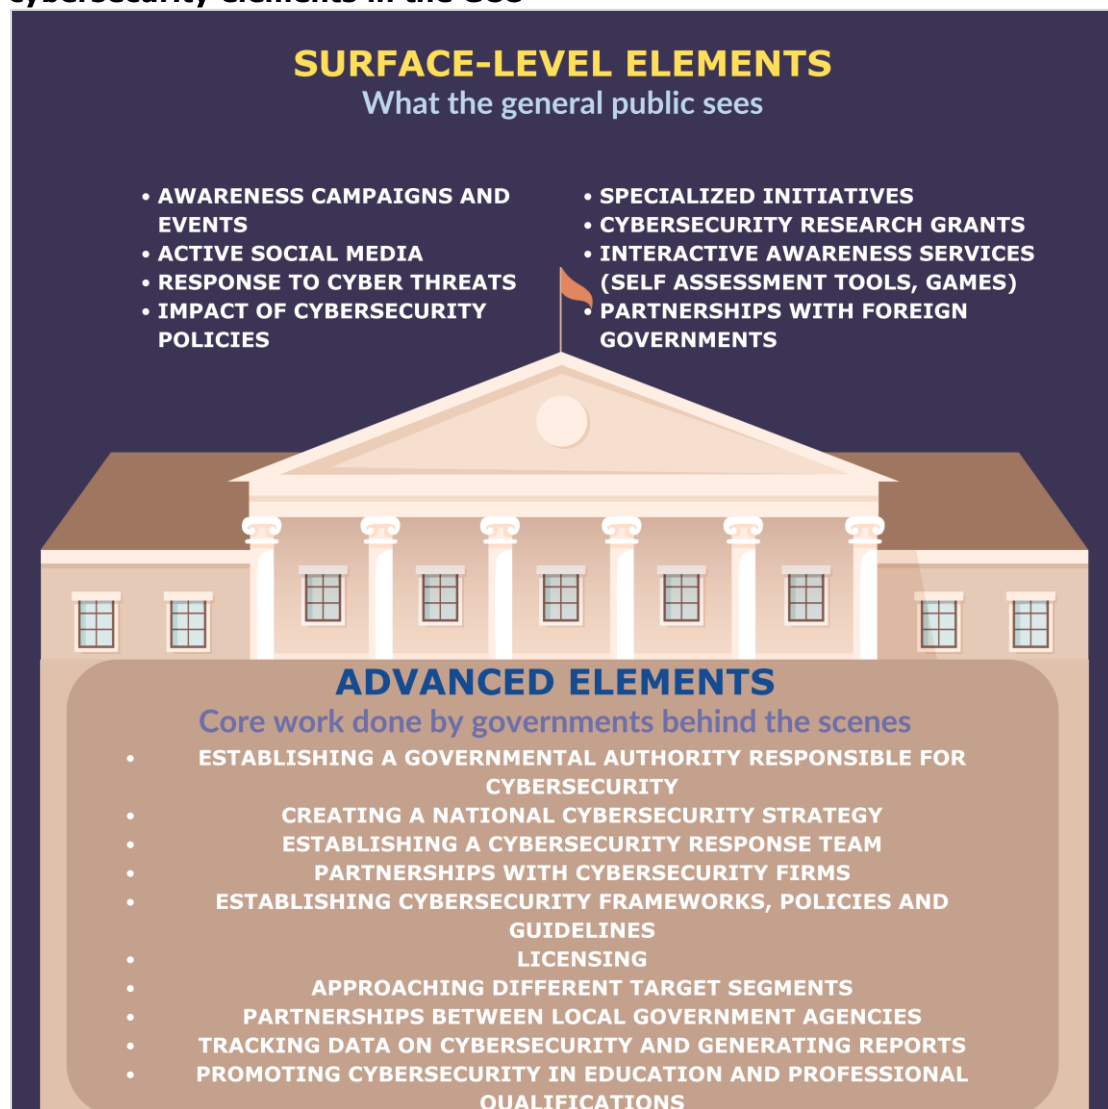 cybersecurity elements in the GCC
SURFACE-LEVEL ELEMENTS
What the general public sees
• AWARENESS CAMPAIGNS AND
EVENTS
• ACTIVE SOCIAL MEDIA
• RESPONSE TO CYBER THREATS
• IMPACT OF CYBERSECURITY
POLICIES
• SPECIALIZED INITIATIVES
• CYBERSECURITY RESEARCH GRANTS
• INTERACTIVE AWARENESS SERVICES
(SELF ASSESSMENT TOOLS, GAMES)
• PARTNERSHIPS WITH FOREIGN
GOVERNMENTS
ADVANCED ELEMENTS
Core work done by governments behind the scenes
• ESTABLISHING A GOVERNMENTAL AUTHORITY RESPONSIBLE FOR
CYBERSECURITY
• CREATING A NATIONAL CYBERSECURITY STRATEGY
• ESTABLISHING A CYBERSECURITY RESPONSE TEAM
• PARTNERSHIPS WITH CYBERSECURITY FIRMS
• ESTABLISHING CYBERSECURITY FRAMEWORKS, POLICIES AND
GUIDELINES
• LICENSING
• APPROACHING DIFFERENT TARGET SEGMENTS
• PARTNERSHIPS BETWEEN LOCAL GOVERNMENT AGENCIES
• TRACKING DATA ON CYBERSECURITY AND GENERATING REPORTS
• PROMOTING CYBERSECURITY IN EDUCATION AND PROFESSIONAL
QUALIFICATIONS